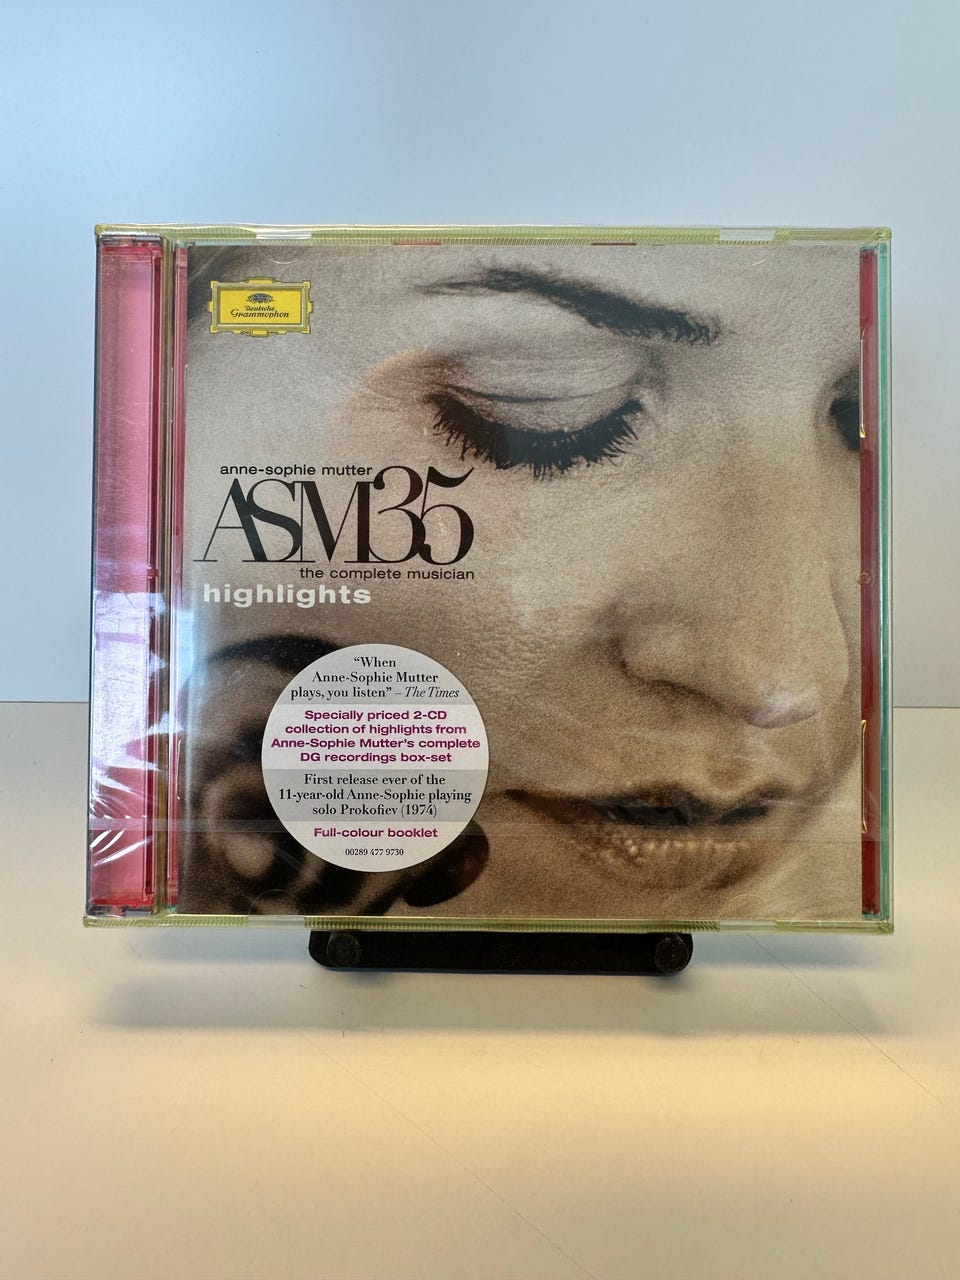 Deutsche
Grammophon
anne-sophie mutter
ASM35
the complete musician
highlights
“When
Anne-Sophie Mutter
plays, you listen” – The Times
Specially priced 2-CD
collection of highlights from
Anne-Sophie Mutter’s complete
DG recordings box-set
First release ever of the
11-year-old Anne-Sophie playing
solo Prokofiev (1974)
Full-colour booklet
00289 477 9730